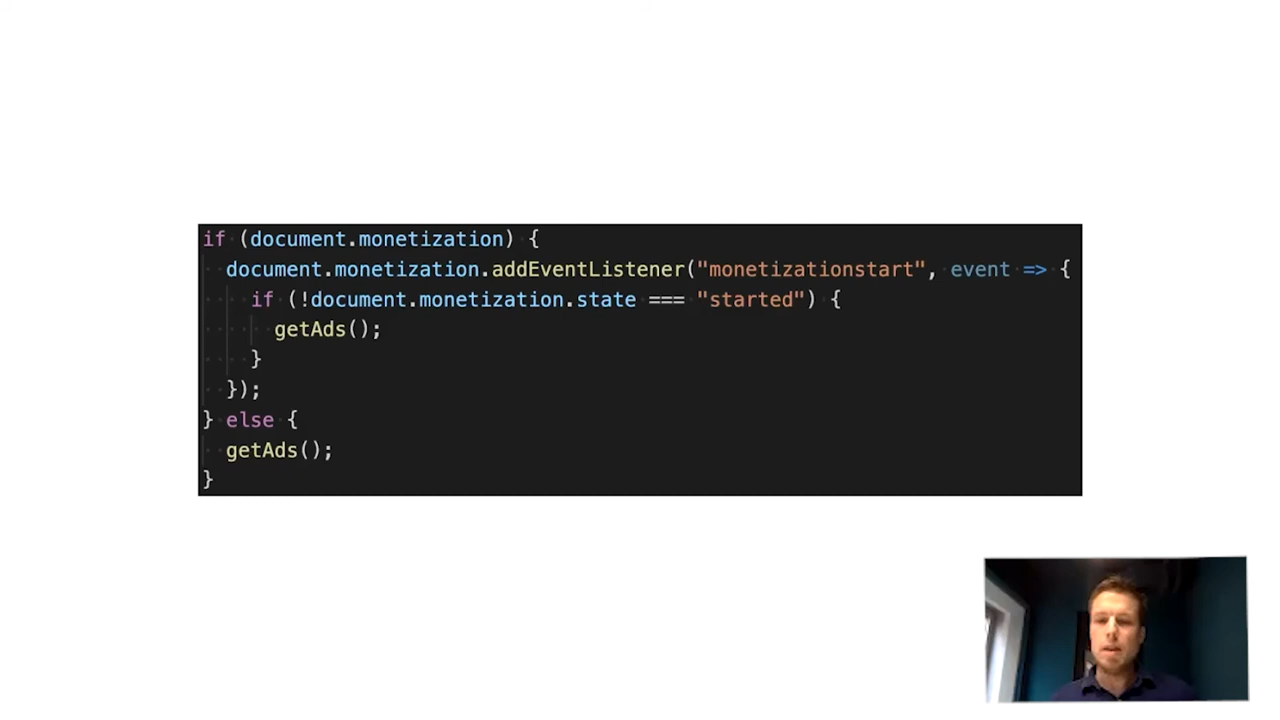 if (document.monetization) {
document.monetization.addEventListener("monetizationstart", event => {
if (!document.monetization.state === "started") {
getAds();
}
});
} else {
getAds();
}